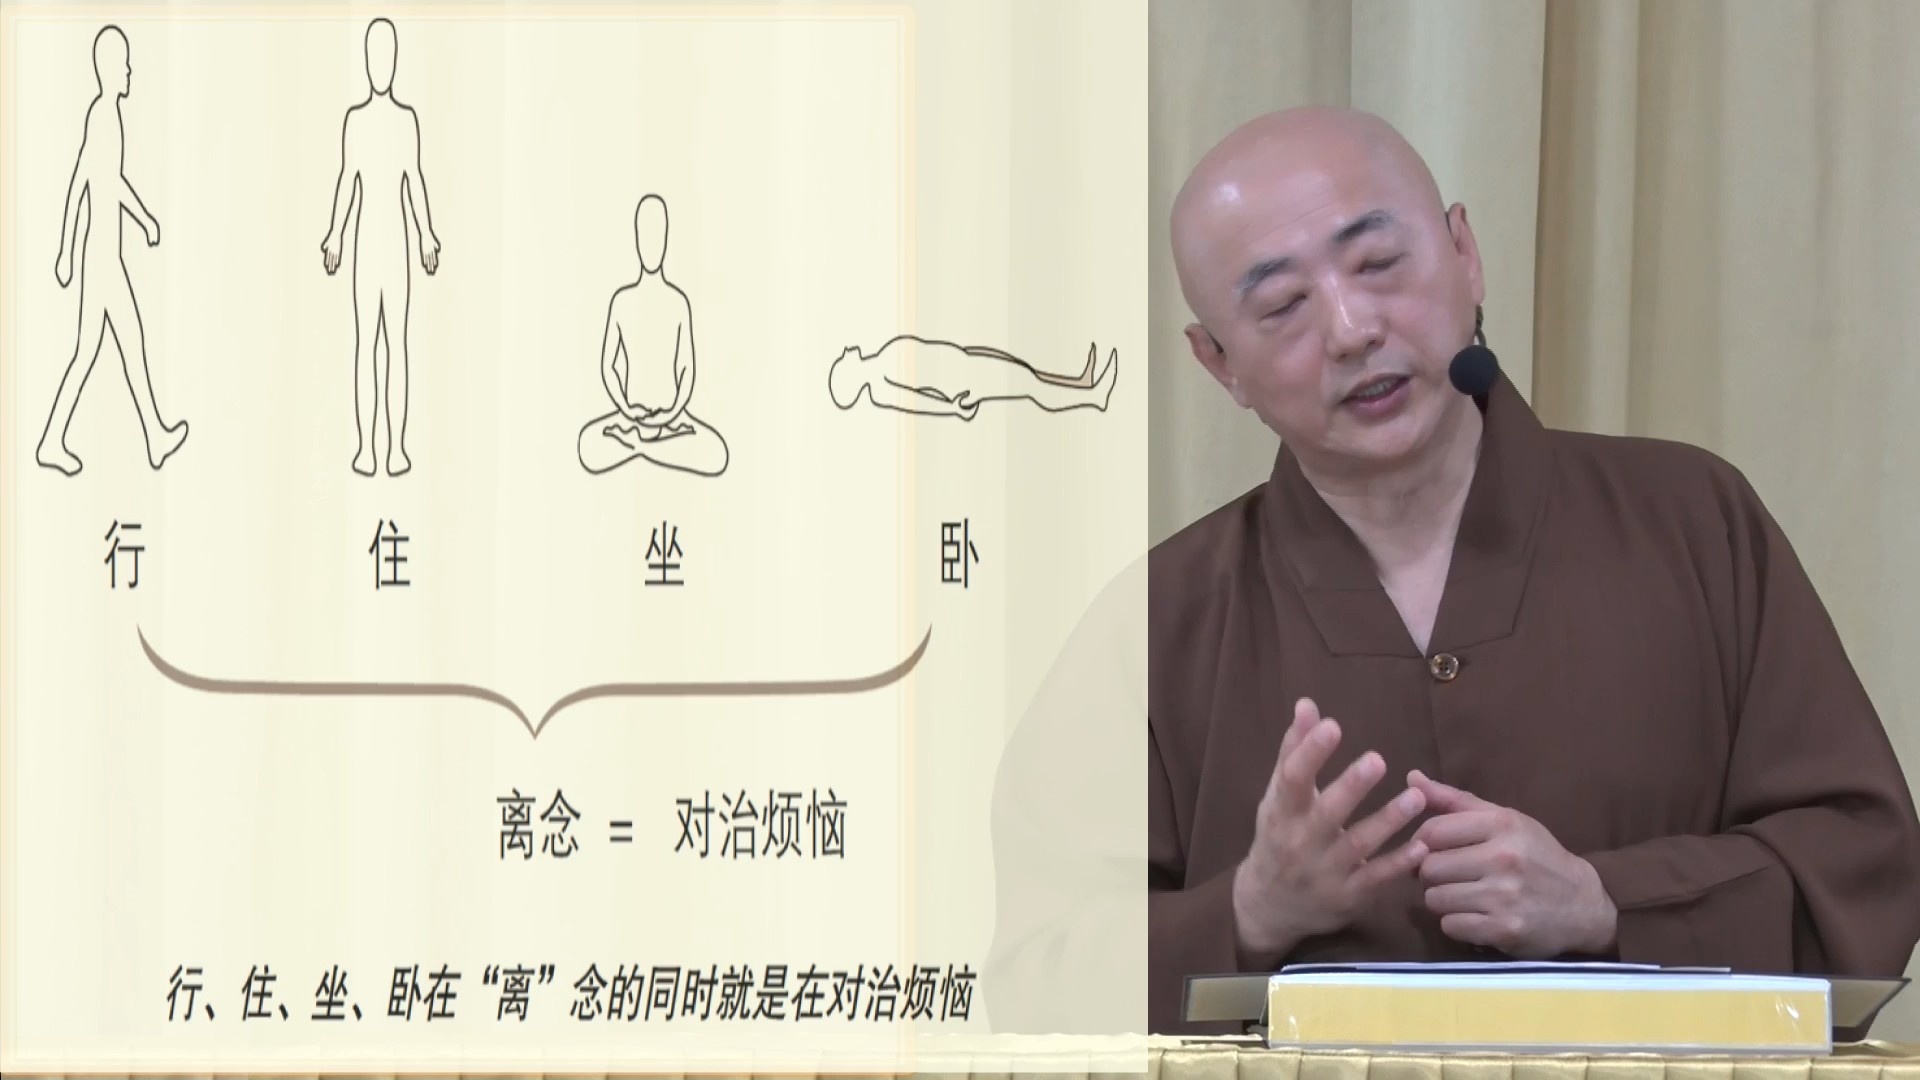 行 住 坐 卧
离念 = 对治烦恼
行、住、坐、卧在“离”念的同时就是在对治烦恼